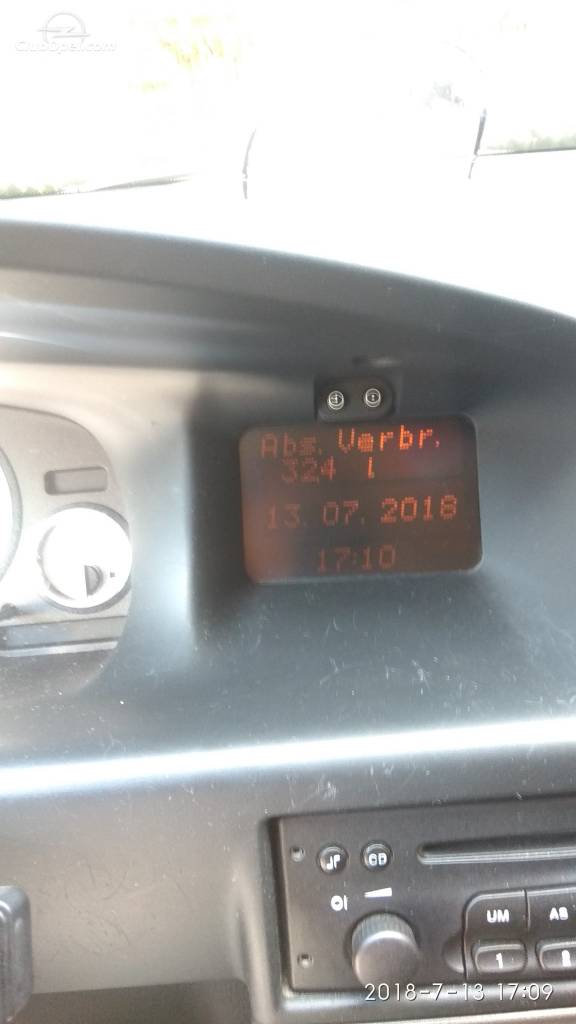 ClubOpel.com
Abs. Verbr.
324 l
13.07.2018
17:10
CD
UM
AS
1
2018-7-13 17:09